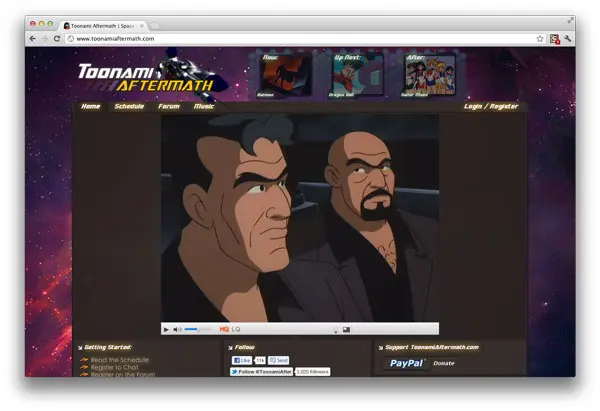 Toonami Aftermath | Space
www.toonamiaftermath.com
TOONAMI
AFTERMATH
Now:
Up Next:
After:
Batman
Dragon Ball
Sailor Moon
Home
Schedule
Forum
Music
Login / Register
HQ LQ
Getting Started:
Read the Schedule
Register to Chat
Register on the Forum
Follow
Like
11k
Send
Follow @ToonamiAfter
2,020 followers
Support ToonamiAftermath.com
PayPal
Donate